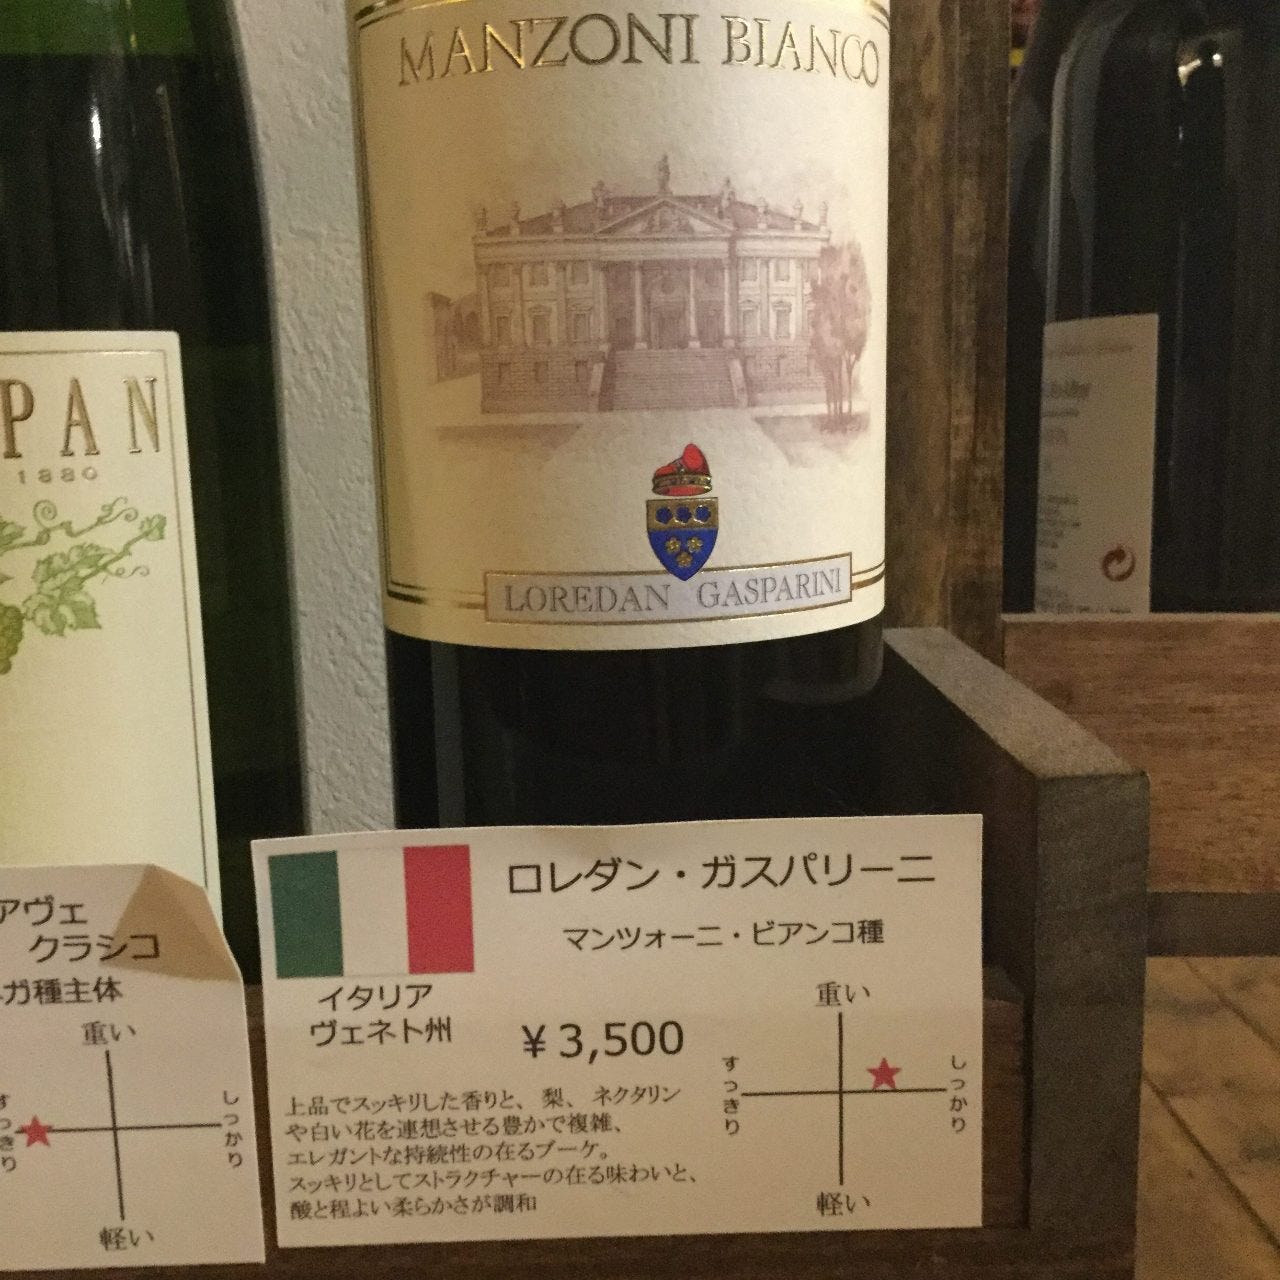 MANZONI BIANCO
LOREDAN GASPARINI
PAN
1880
アヴェ
クラシコ
ガ種主体
重い
すっきり
しっかり
軽い
ロレダン・ガスパリーニ
マンツォーニ・ビアンコ種
イタリア
ヴェネト州
¥3,500
重い
すっきり
しっかり
軽い
上品でスッキリした香りと、梨、ネクタリン
や白い花を連想させる豊かで複雑、
エレガントな持続性の在るブーケ。
スッキリとしてストラクチャーの在る味わいと、
酸と程よい柔らかさが調和